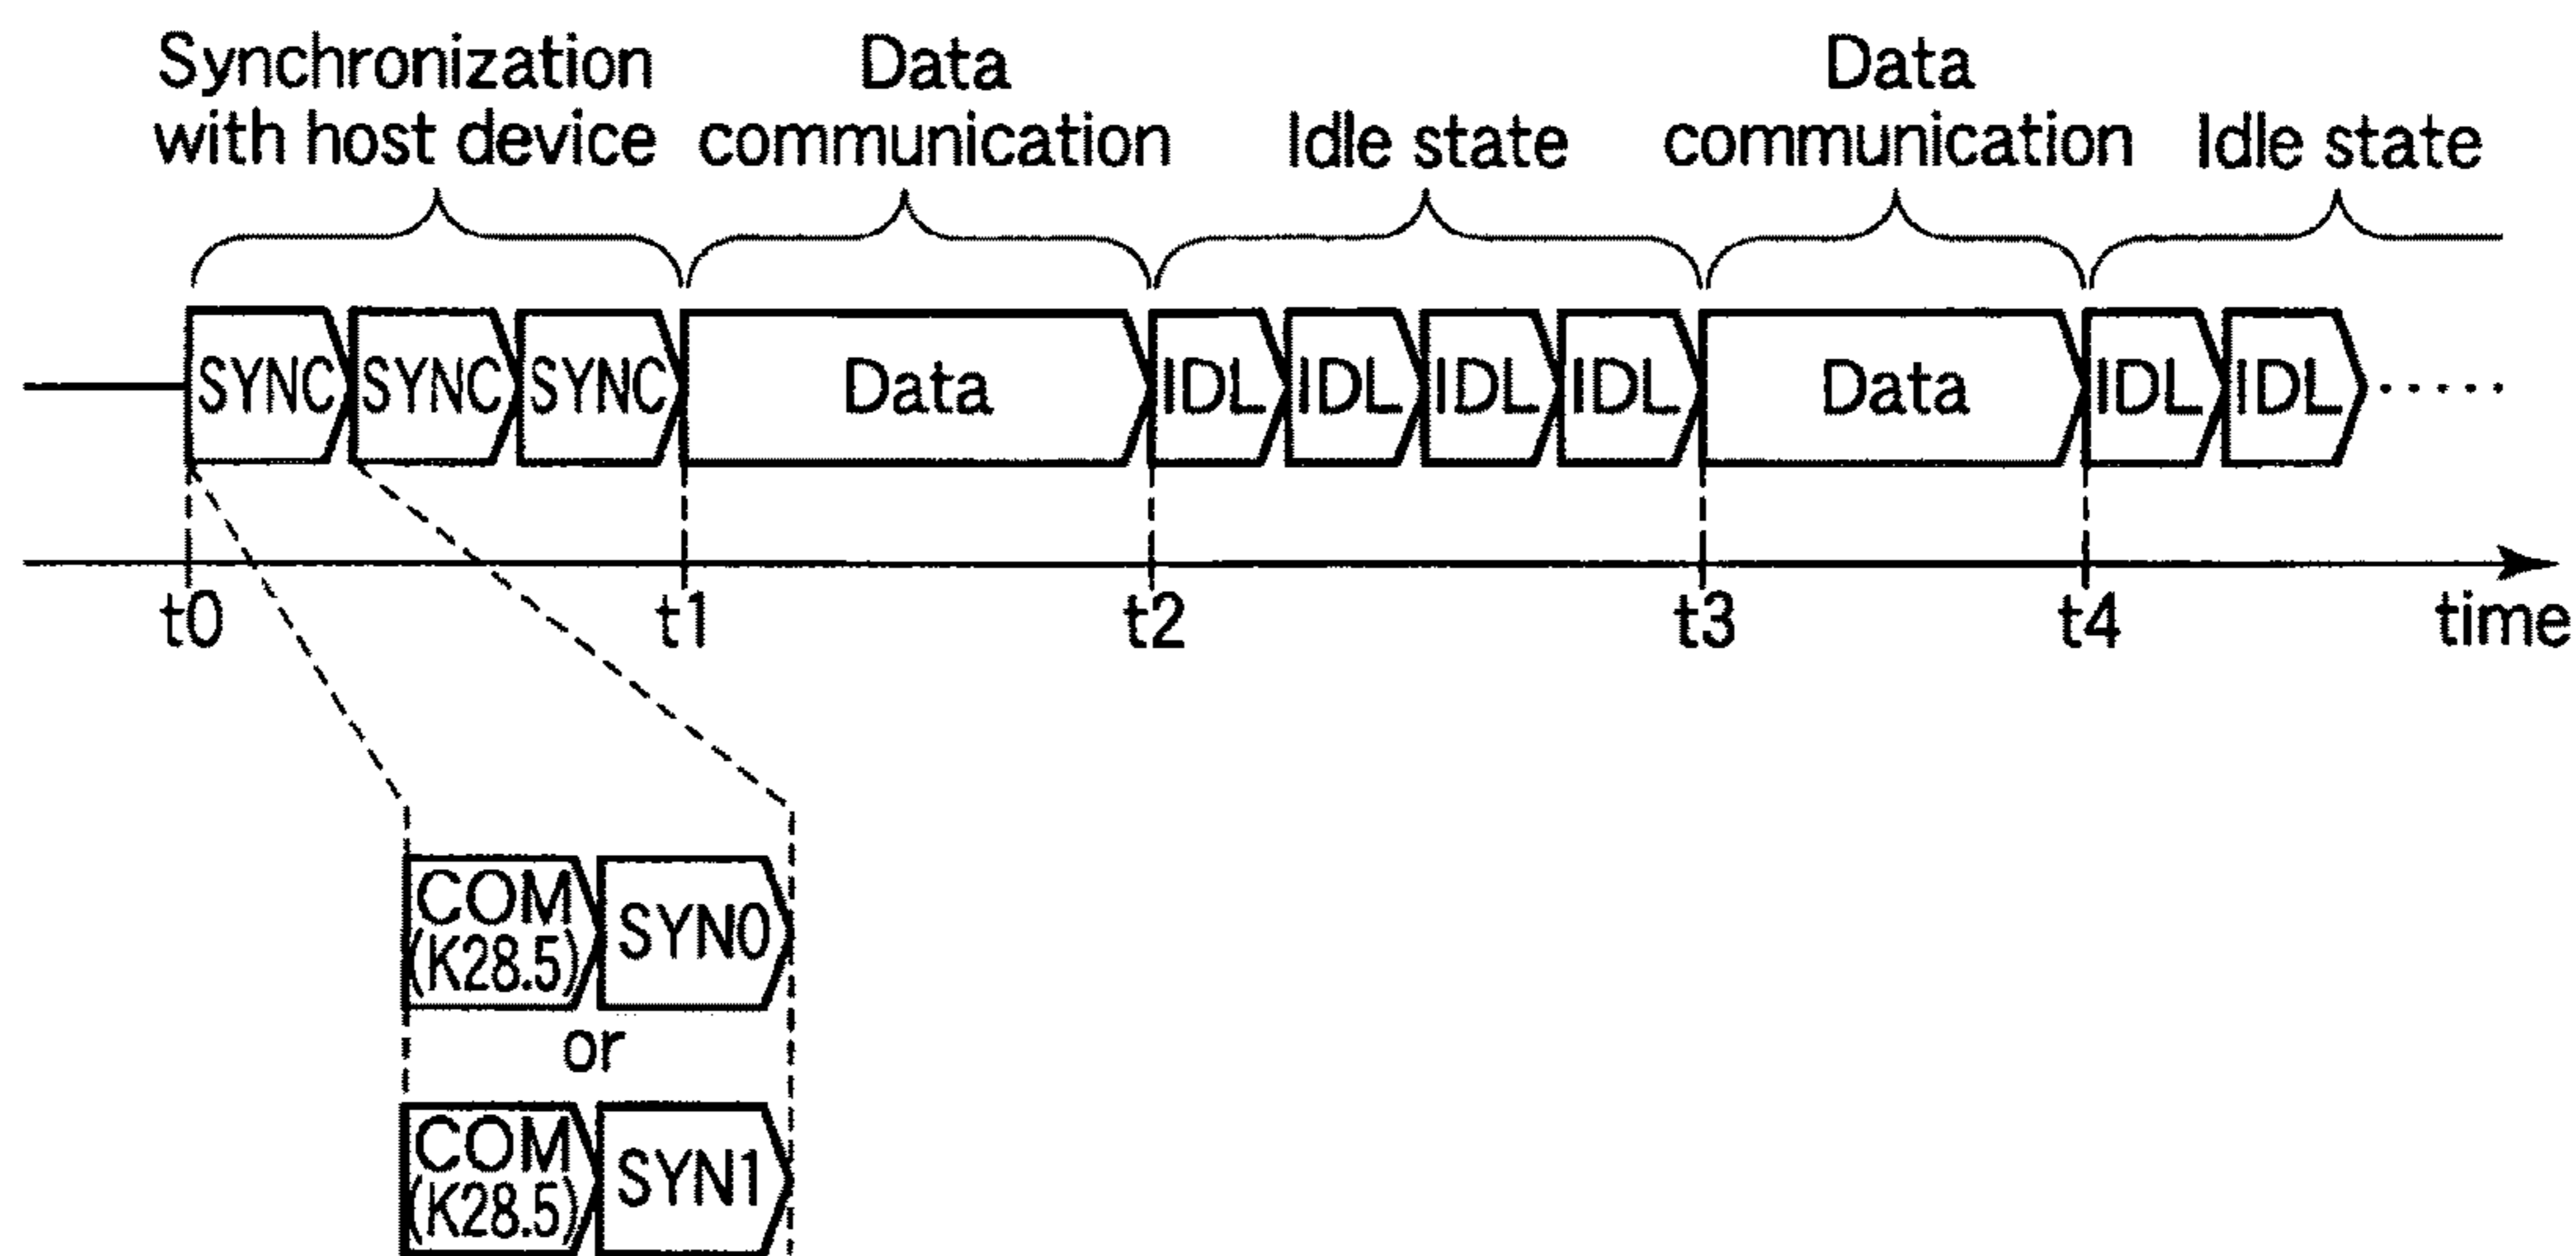 Synchronization
with host device
Data
communication
Idle state
Data
communication
Idle state
SYNC SYNC SYNC Data IDL IDL IDL IDL Data IDL IDL
t0 t1 t2 t3 t4 time
COM
(K28.5)
SYN0
or
COM
(K28.5)
SYN1